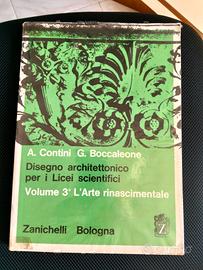 A. Contini G. Boccaleone
Disegno architettonico
per i Licei scientifici
Volume 3° L'Arte rinascimentale
Zanichelli Bologna
Z